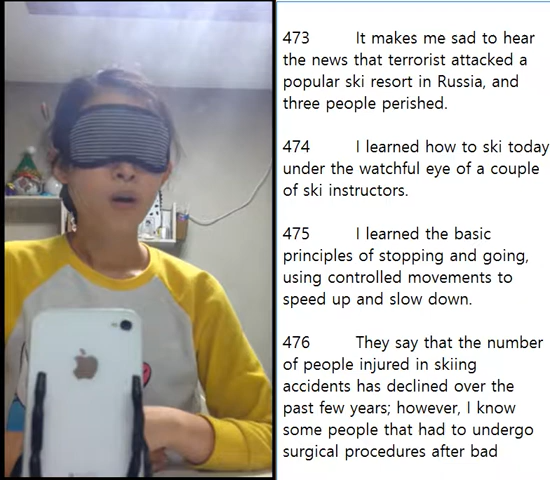 473 It makes me sad to hear
the news that terrorist attacked a
popular ski resort in Russia, and
three people perished.
474 I learned how to ski today
under the watchful eye of a couple
of ski instructors.
475 I learned the basic
principles of stopping and going,
using controlled movements to
speed up and slow down.
476 They say that the number
of people injured in skiing
accidents has declined over the
past few years; however, I know
some people that had to undergo
surgical procedures after bad